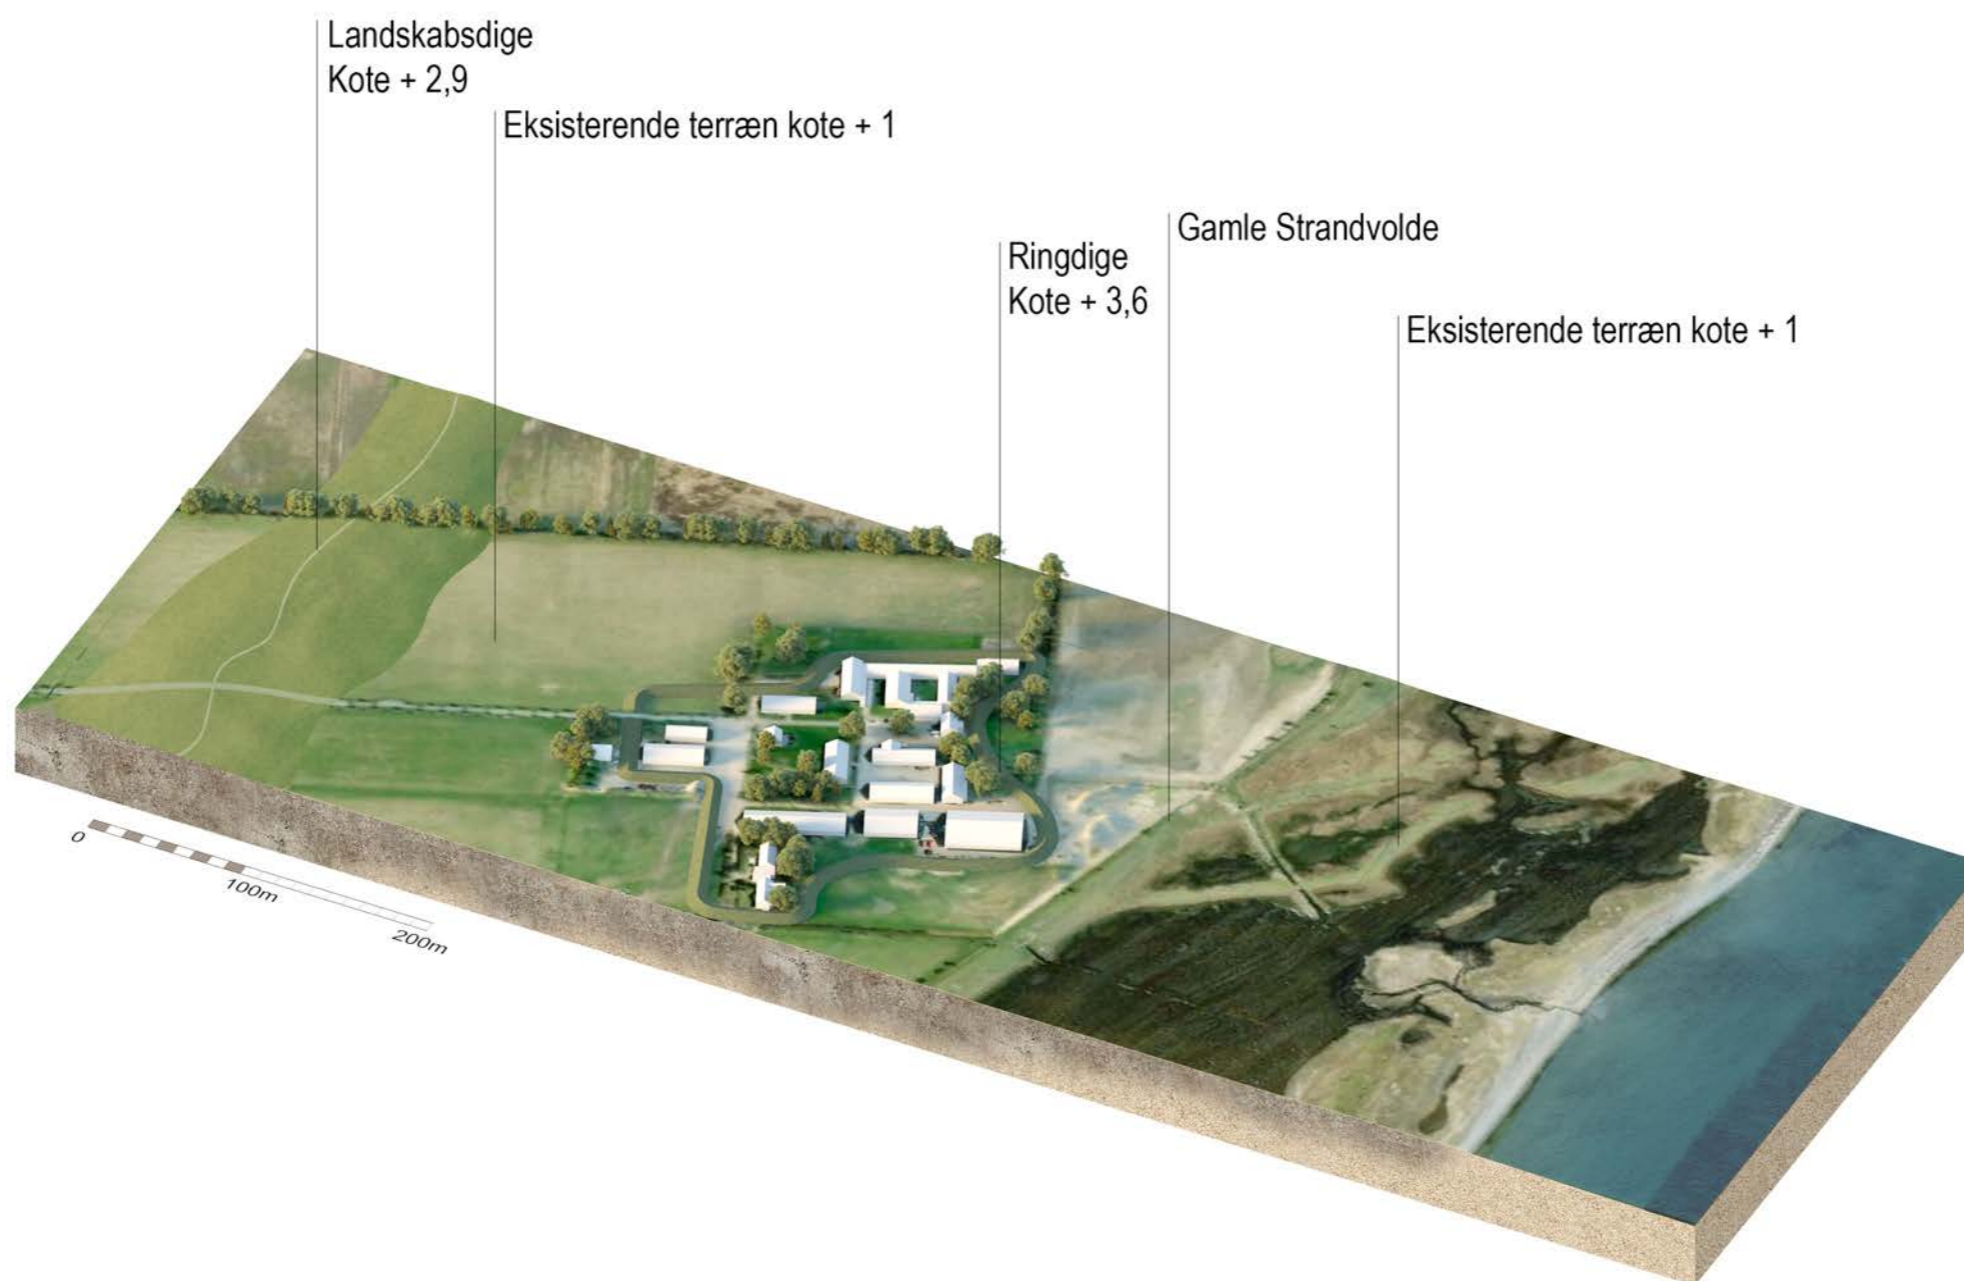 Landskabsdige
Kote + 2,9
Eksisterende terræn kote + 1
Gamle Strandvolde
Ringdige
Kote + 3,6
Eksisterende terræn kote + 1
0
100m
200m